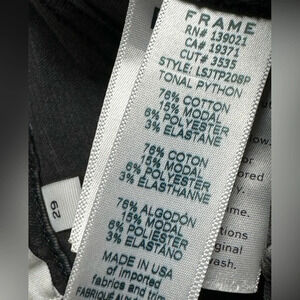 FRAME
RN# 139021
CA# 19371
CUT# 3535
STYLE: LSJTP208P
TONAL PYTHON
76% COTTON
15% MODAL
6% POLYESTER
3% ELASTANE
76% COTON
15% MODAL
6% POLYESTER
3% ÉLASTHANNE
76% ALGODÓN
15% MODAL
6% POLIÉSTER
3% ELASTANO
MADE IN USA
of imported
fabrics and trim
29